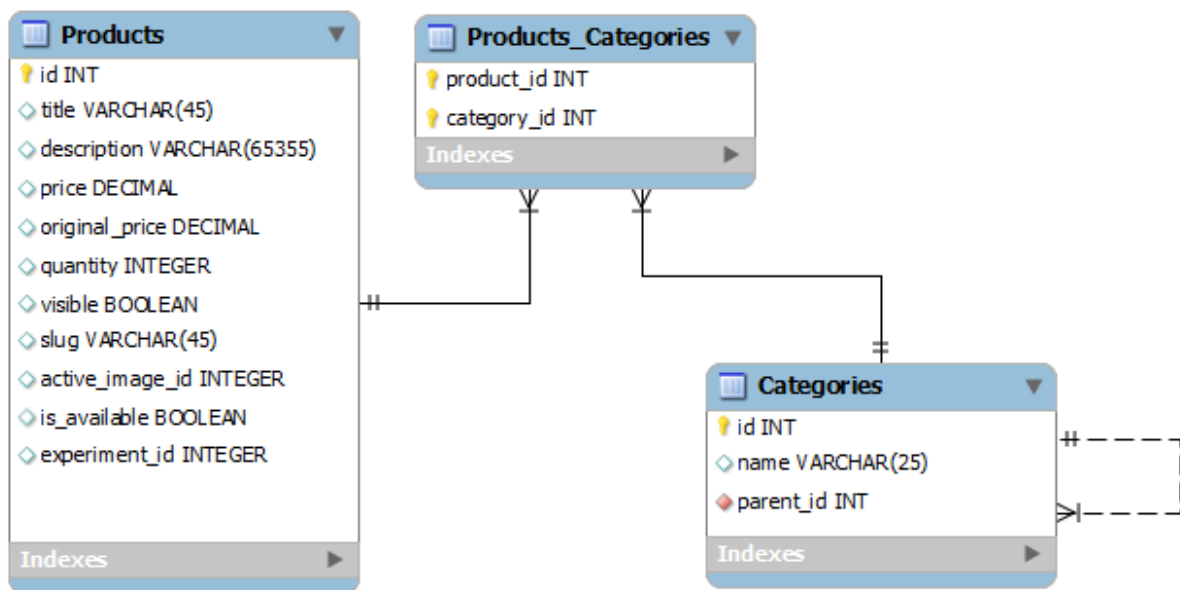 Products
id INT
title VARCHAR(45)
description VARCHAR(65355)
price DECIMAL
original_price DECIMAL
quantity INTEGER
visible BOOLEAN
slug VARCHAR(45)
active_image_id INTEGER
is_available BOOLEAN
experiment_id INTEGER
Indexes
Products_Categories
product_id INT
category_id INT
Indexes
Categories
id INT
name VARCHAR(25)
parent_id INT
Indexes